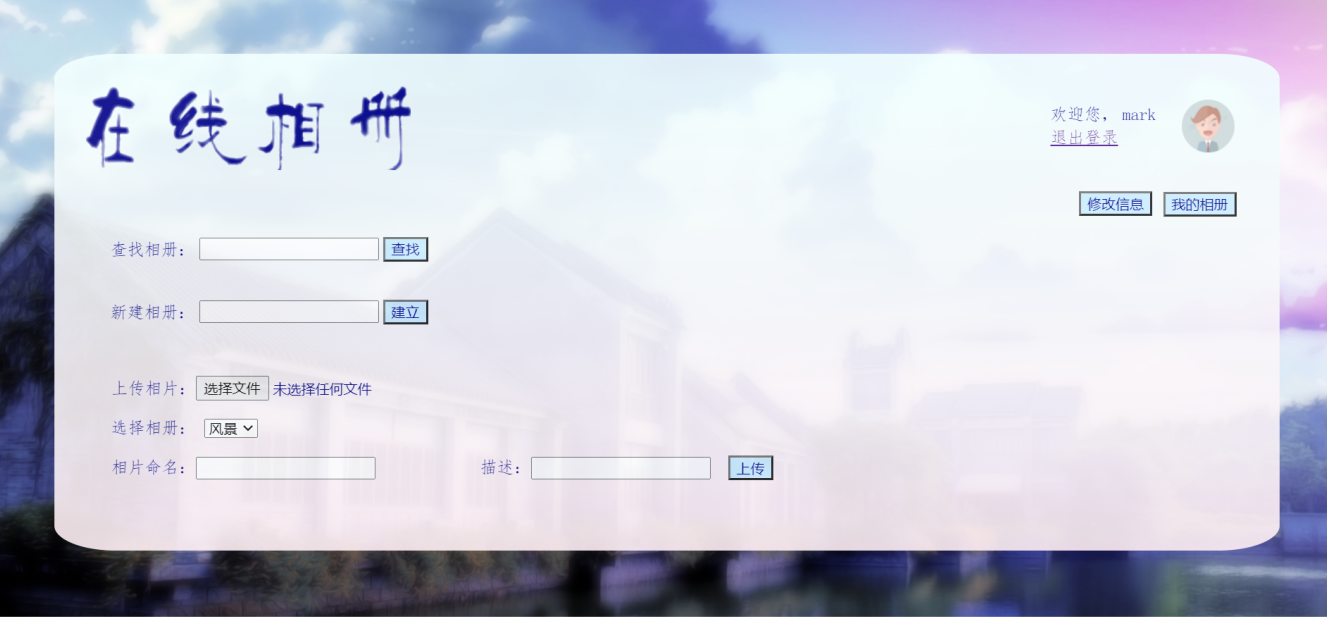 在线相册
欢迎您, mark
退出登录
修改信息 我的相册
查找相册: 查找
新建相册: 建立
上传相片: 选择文件 未选择任何文件
选择相册: 风景
相片命名: 描述: 上传